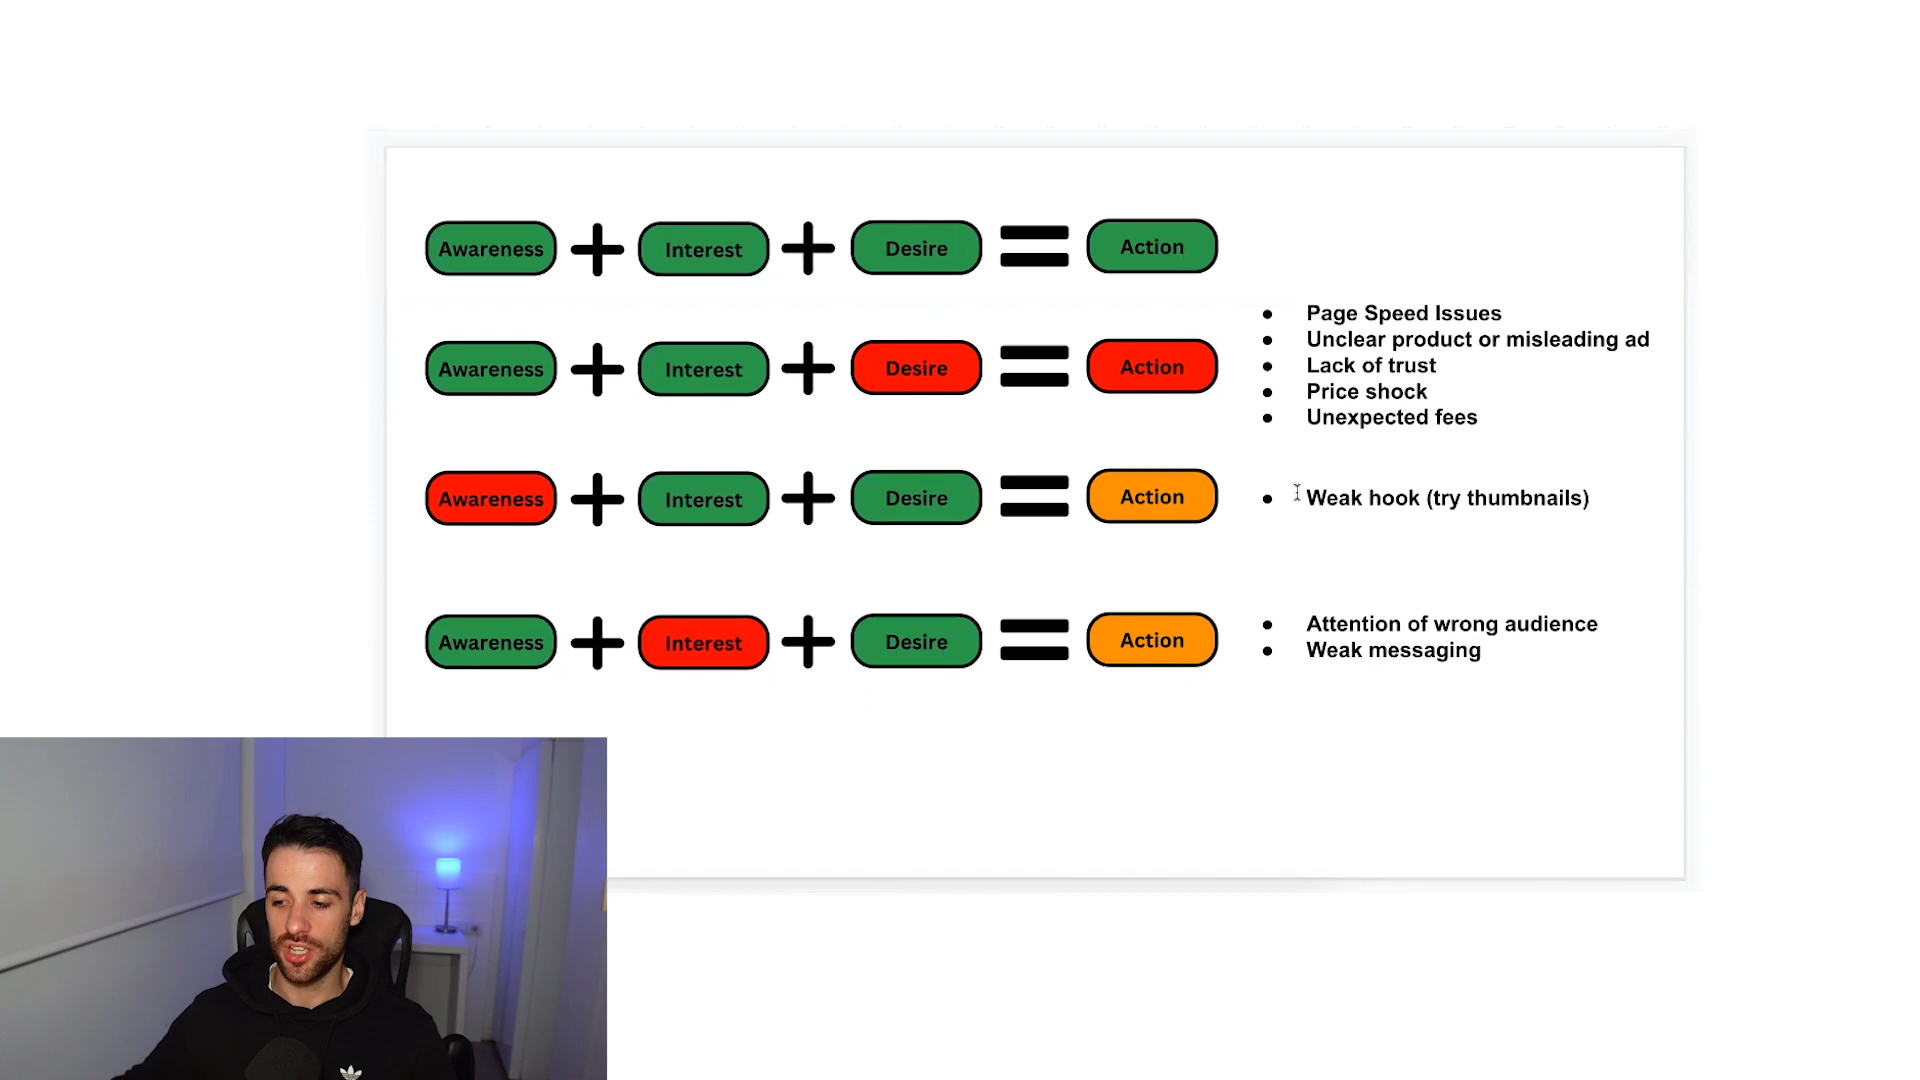 Awareness + Interest + Desire = Action
Awareness + Interest + Desire = Action
• Page Speed Issues
• Unclear product or misleading ad
• Lack of trust
• Price shock
• Unexpected fees
Awareness + Interest + Desire = Action
• Weak hook (try thumbnails)
Awareness + Interest + Desire = Action
• Attention of wrong audience
• Weak messaging